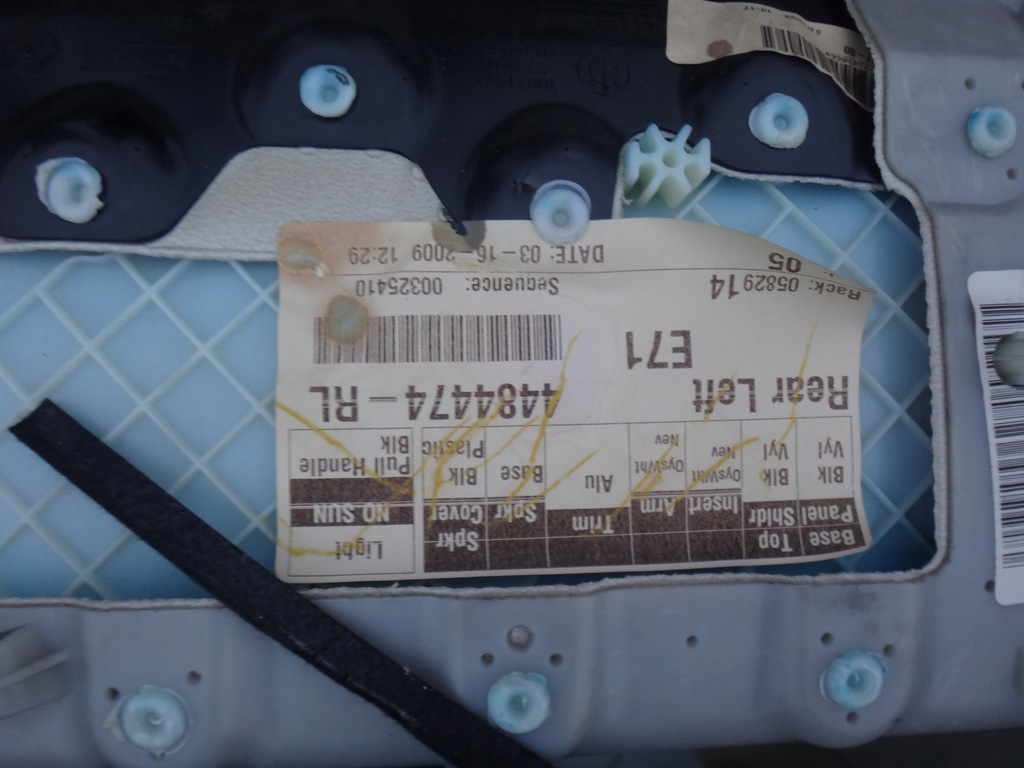 Base Top Spkr Light
Panel Shldr Insert Arm Trim Spkr Cover NO SUN
Blk Blk OysWht OysWht Alu Base Blk Pull Handle
Vyl Vyl Nev Nev Plastic Blk
Rear Left 4484474-RL
E71
Rack: 0582914 Sequence: 00325410
05 DATE: 03-16-2009 12:29